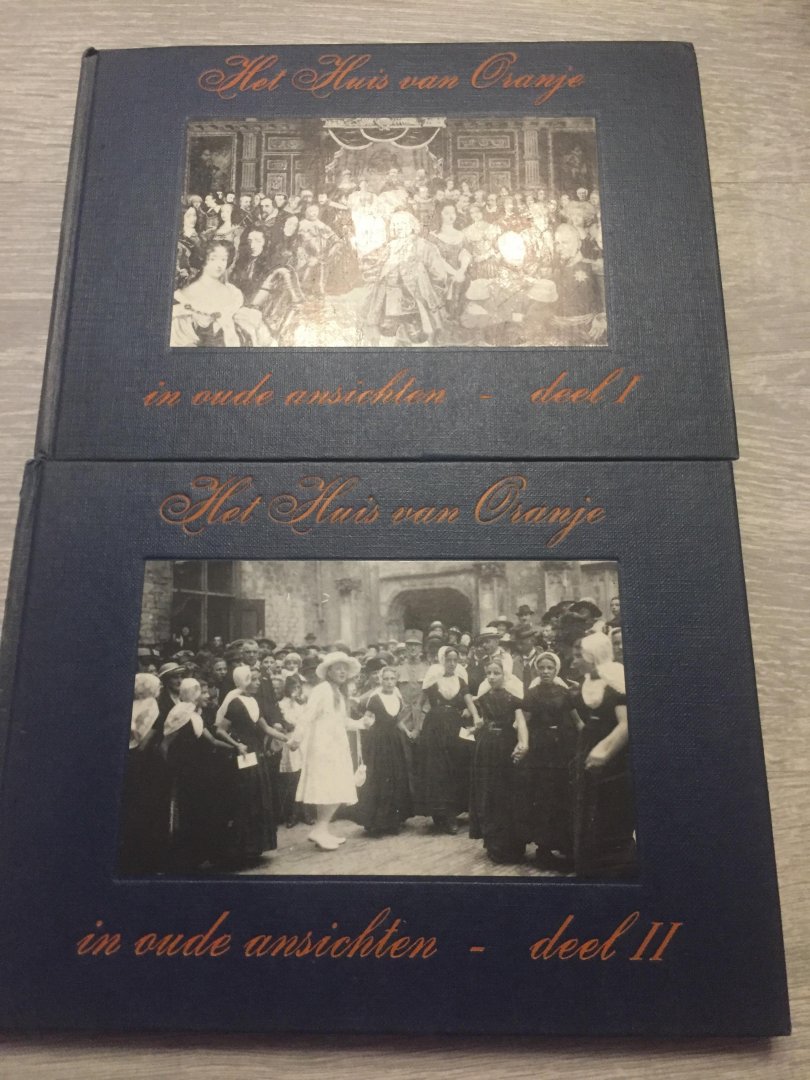 Het Huis van Oranje
in oude ansichten - deel I
Het Huis van Oranje
in oude ansichten - deel II